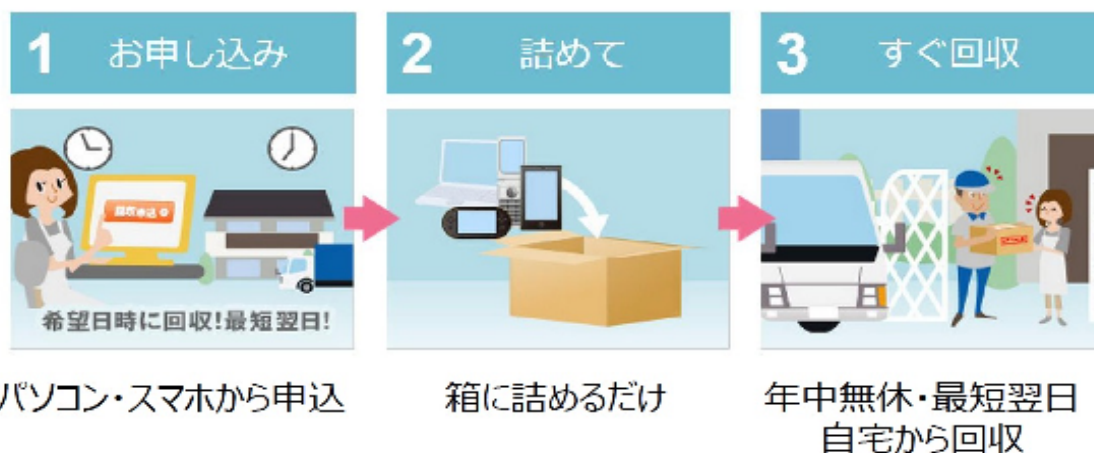 1 お申し込み
2 詰めて
3 すぐ回収
希望日時に回収!最短翌日!
パソコン・スマホから申込
箱に詰めるだけ
年中無休・最短翌日
自宅から回収